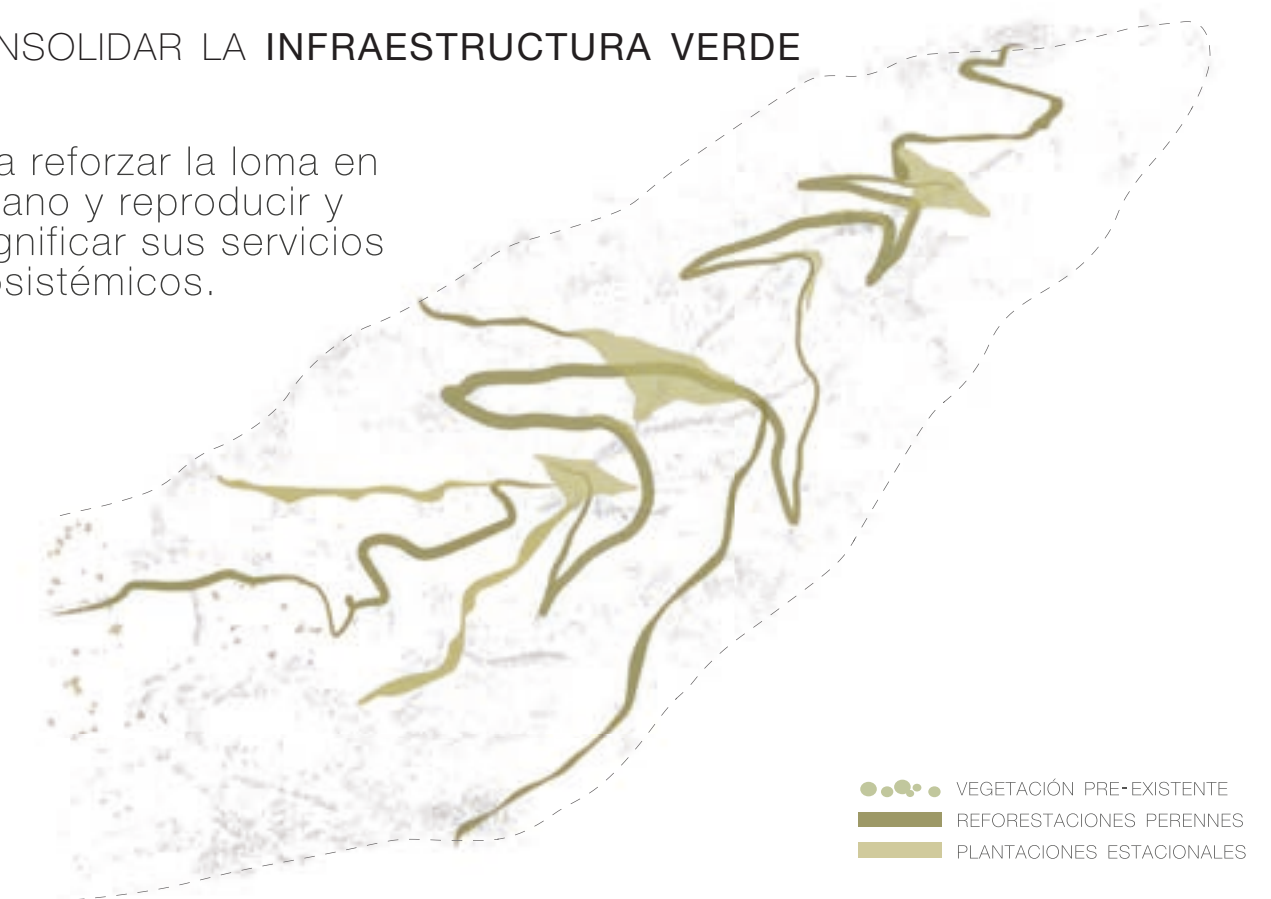 NSOLIDAR LA INFRAESTRUCTURA VERDE
a reforzar la loma en
ano y reproducir y
gnificar sus servicios
osistémicos.
VEGETACIÓN PRE-EXISTENTE
REFORESTACIONES PERENNES
PLANTACIONES ESTACIONALES